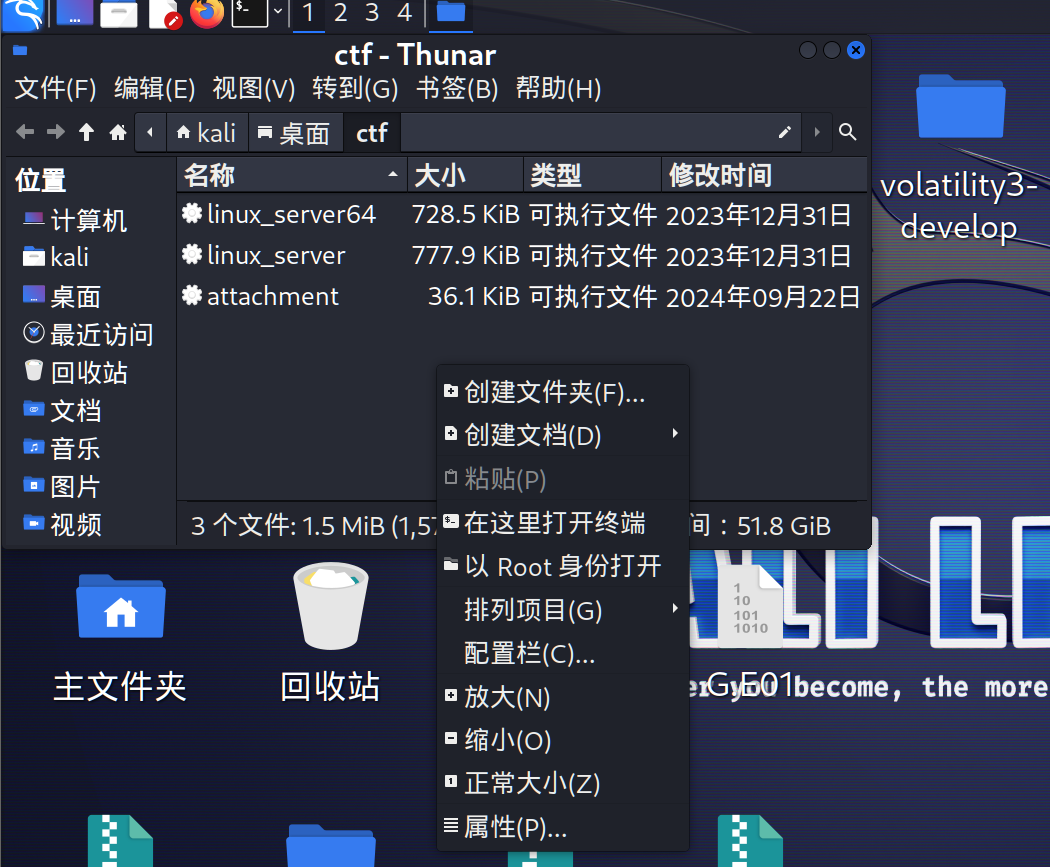 1 2 3 4
ctf - Thunar
文件(F) 编辑(E) 视图(V) 转到(G) 书签(B) 帮助(H)
kali 桌面 ctf
位置
计算机
kali
桌面
最近访问
回收站
文档
音乐
图片
视频
名称 大小 类型 修改时间
linux_server64 728.5 KiB 可执行文件 2023年12月31日
linux_server 777.9 KiB 可执行文件 2023年12月31日
attachment 36.1 KiB 可执行文件 2024年09月22日
3 个文件: 1.5 MiB (1,57 间：51.8 GiB
创建文件夹(F)...
创建文档(D)
粘贴(P)
在这里打开终端
以 Root 身份打开
排列项目(G)
配置栏(C)...
放大(N)
缩小(O)
正常大小(Z)
属性(P)...
volatility3-
develop
主文件夹
回收站
1
10
101
1010
G.E01
ALI LI
er you become, the more